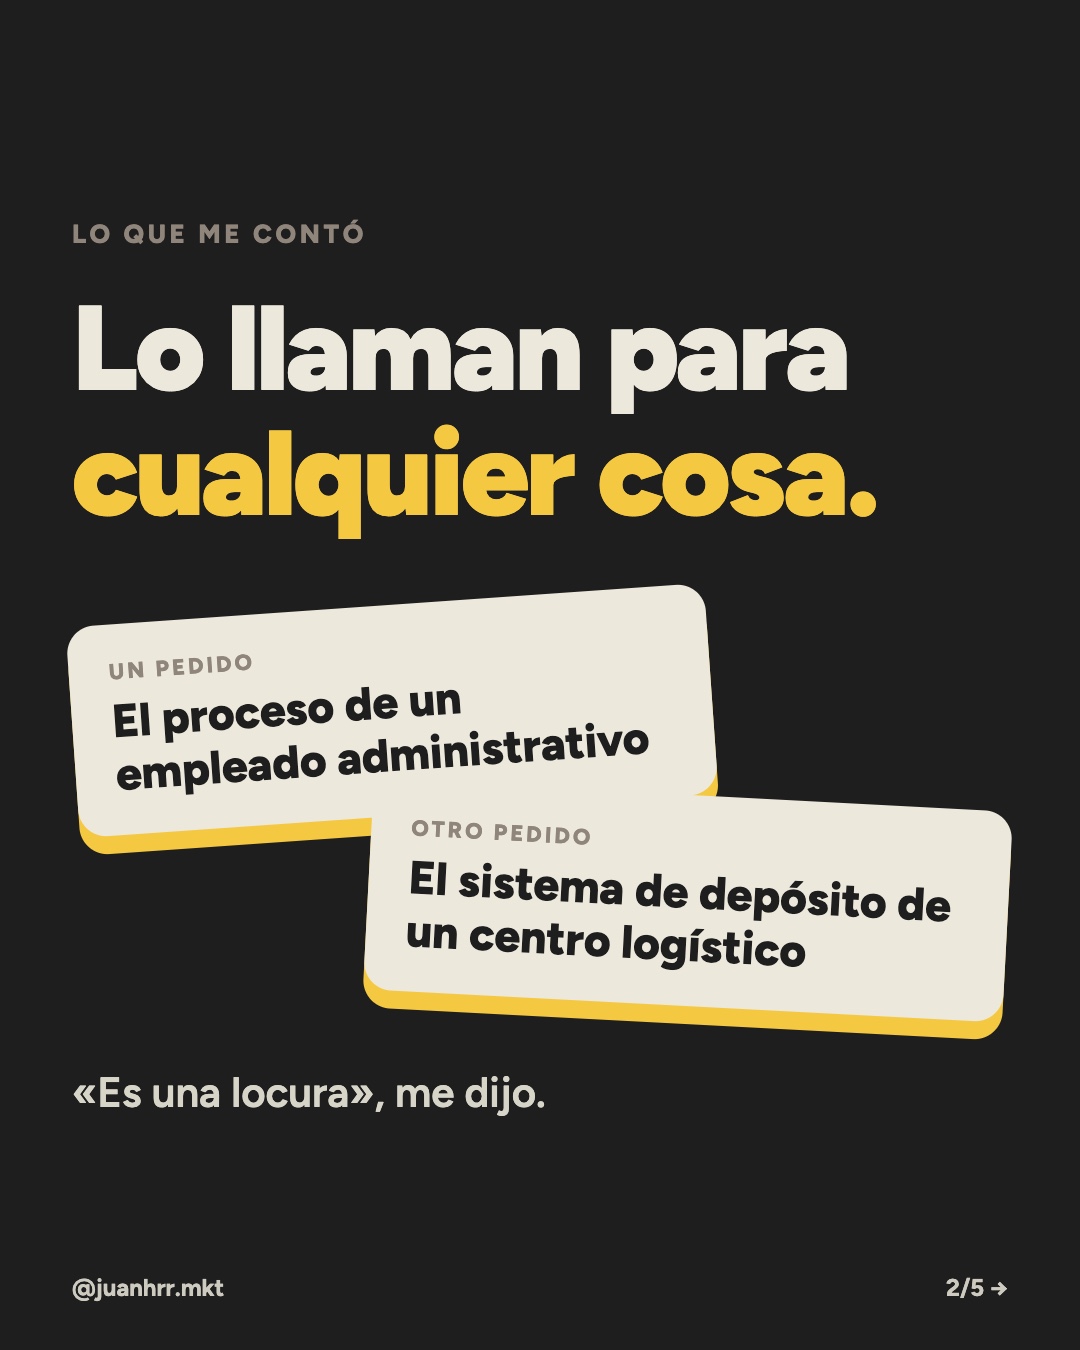 LO QUE ME CONTÓ
Lo llaman para
cualquier cosa.
UN PEDIDO
El proceso de un
empleado administrativo
OTRO PEDIDO
El sistema de depósito de
un centro logístico
«Es una locura», me dijo.
@juanhrr.mkt
2/5 →